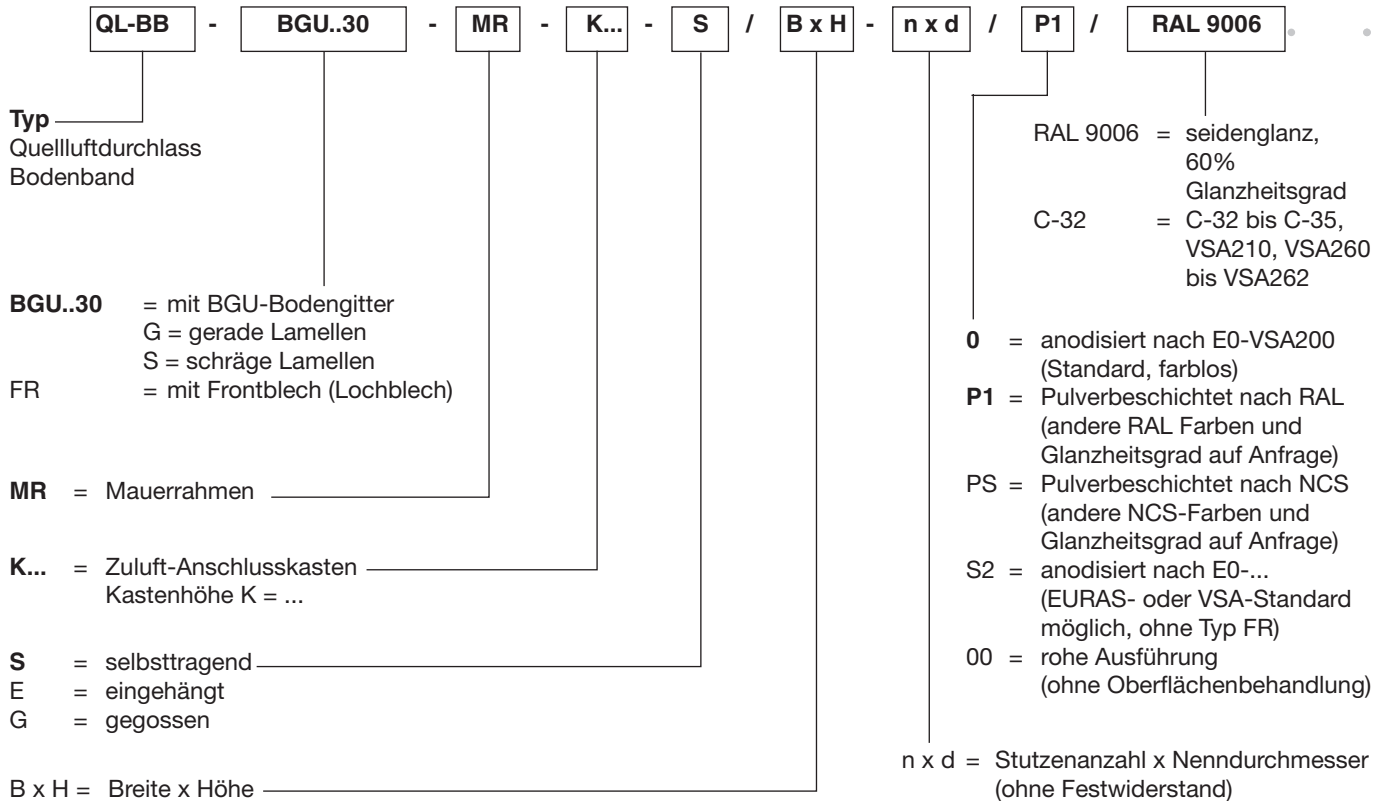 QL-BB - BGU..30 - MR - K... - S / B x H - n x d / P1 / RAL 9006
Typ
Quellluftdurchlass
Bodenband
BGU..30 = mit BGU-Bodengitter
G = gerade Lamellen
S = schräge Lamellen
FR = mit Frontblech (Lochblech)
MR = Mauerrahmen
K... = Zuluft-Anschlusskasten
Kastenhöhe K = ...
S = selbsttragend
E = eingehängt
G = gegossen
B x H = Breite x Höhe
RAL 9006 = seidenglanz,
60%
Glanzheitsgrad
C-32 = C-32 bis C-35,
VSA210, VSA260
bis VSA262
0 = anodisiert nach E0-VSA200
(Standard, farblos)
P1 = Pulverbeschichtet nach RAL
(andere RAL Farben und
Glanzheitsgrad auf Anfrage)
PS = Pulverbeschichtet nach NCS
(andere NCS-Farben und
Glanzheitsgrad auf Anfrage)
S2 = anodisiert nach E0-...
(EURAS- oder VSA-Standard
möglich, ohne Typ FR)
00 = rohe Ausführung
(ohne Oberflächenbehandlung)
n x d = Stutzenanzahl x Nenndurchmesser
(ohne Festwiderstand)